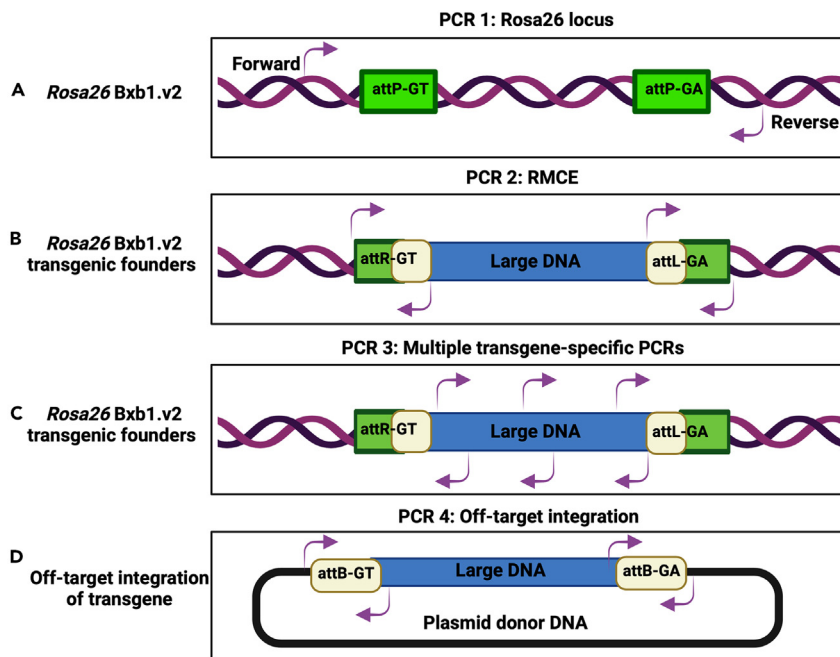 PCR 1: Rosa26 locus
Forward
A
Rosa26 Bxb1.v2
attP-GT
attP-GA
Reverse
PCR 2: RMCE
B
Rosa26 Bxb1.v2
transgenic founders
attR-GT
Large DNA
attL-GA
PCR 3: Multiple transgene-specific PCRs
C
Rosa26 Bxb1.v2
transgenic founders
attR-GT
Large DNA
attL-GA
PCR 4: Off-target integration
D
Off-target integration
of transgene
attB-GT
Large DNA
attB-GA
Plasmid donor DNA